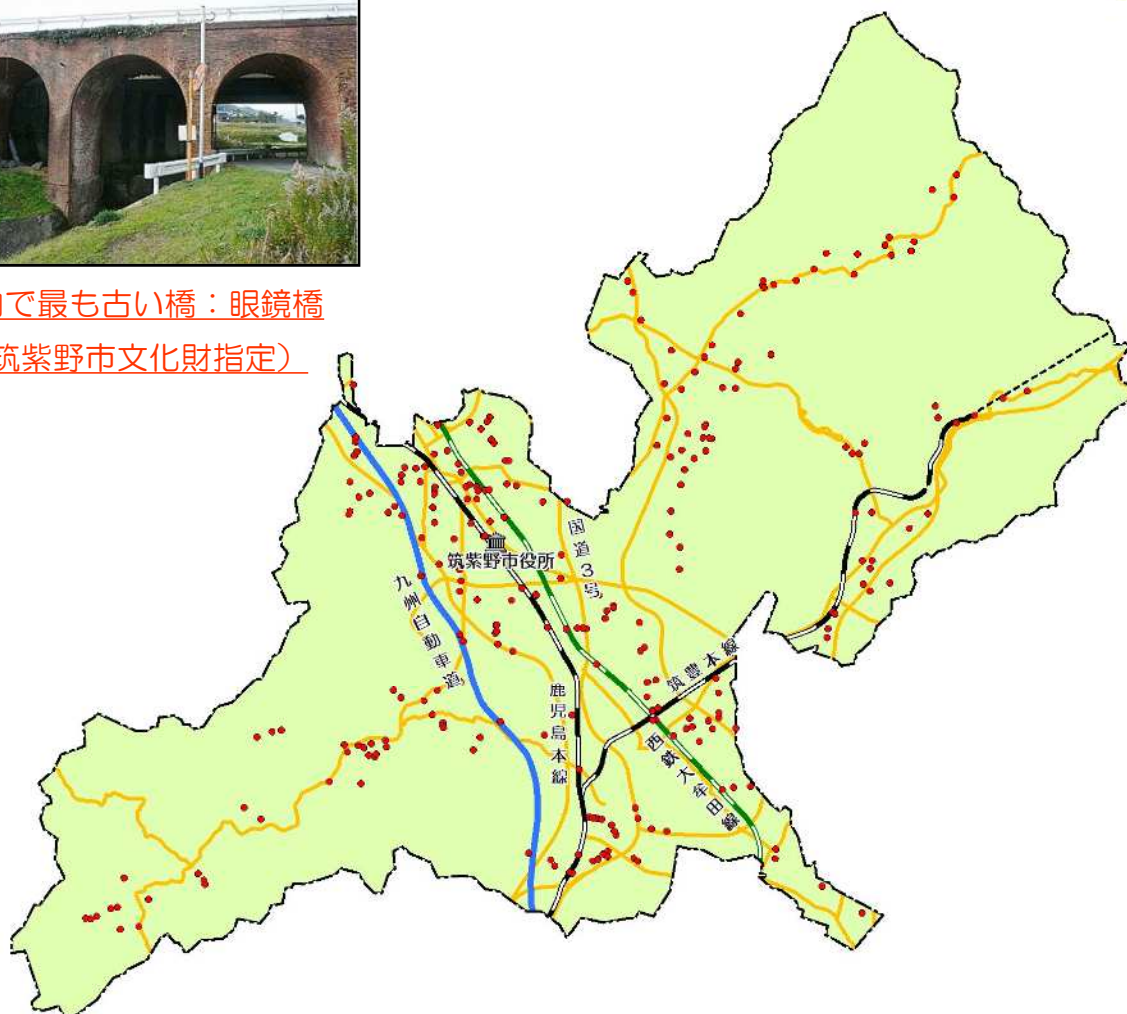 で最も古い橋：眼鏡橋
筑紫野市文化財指定）
国道３号
筑紫野市役所
九州自動車道
筑豊本線
鹿児島本線
西鉄大牟田線